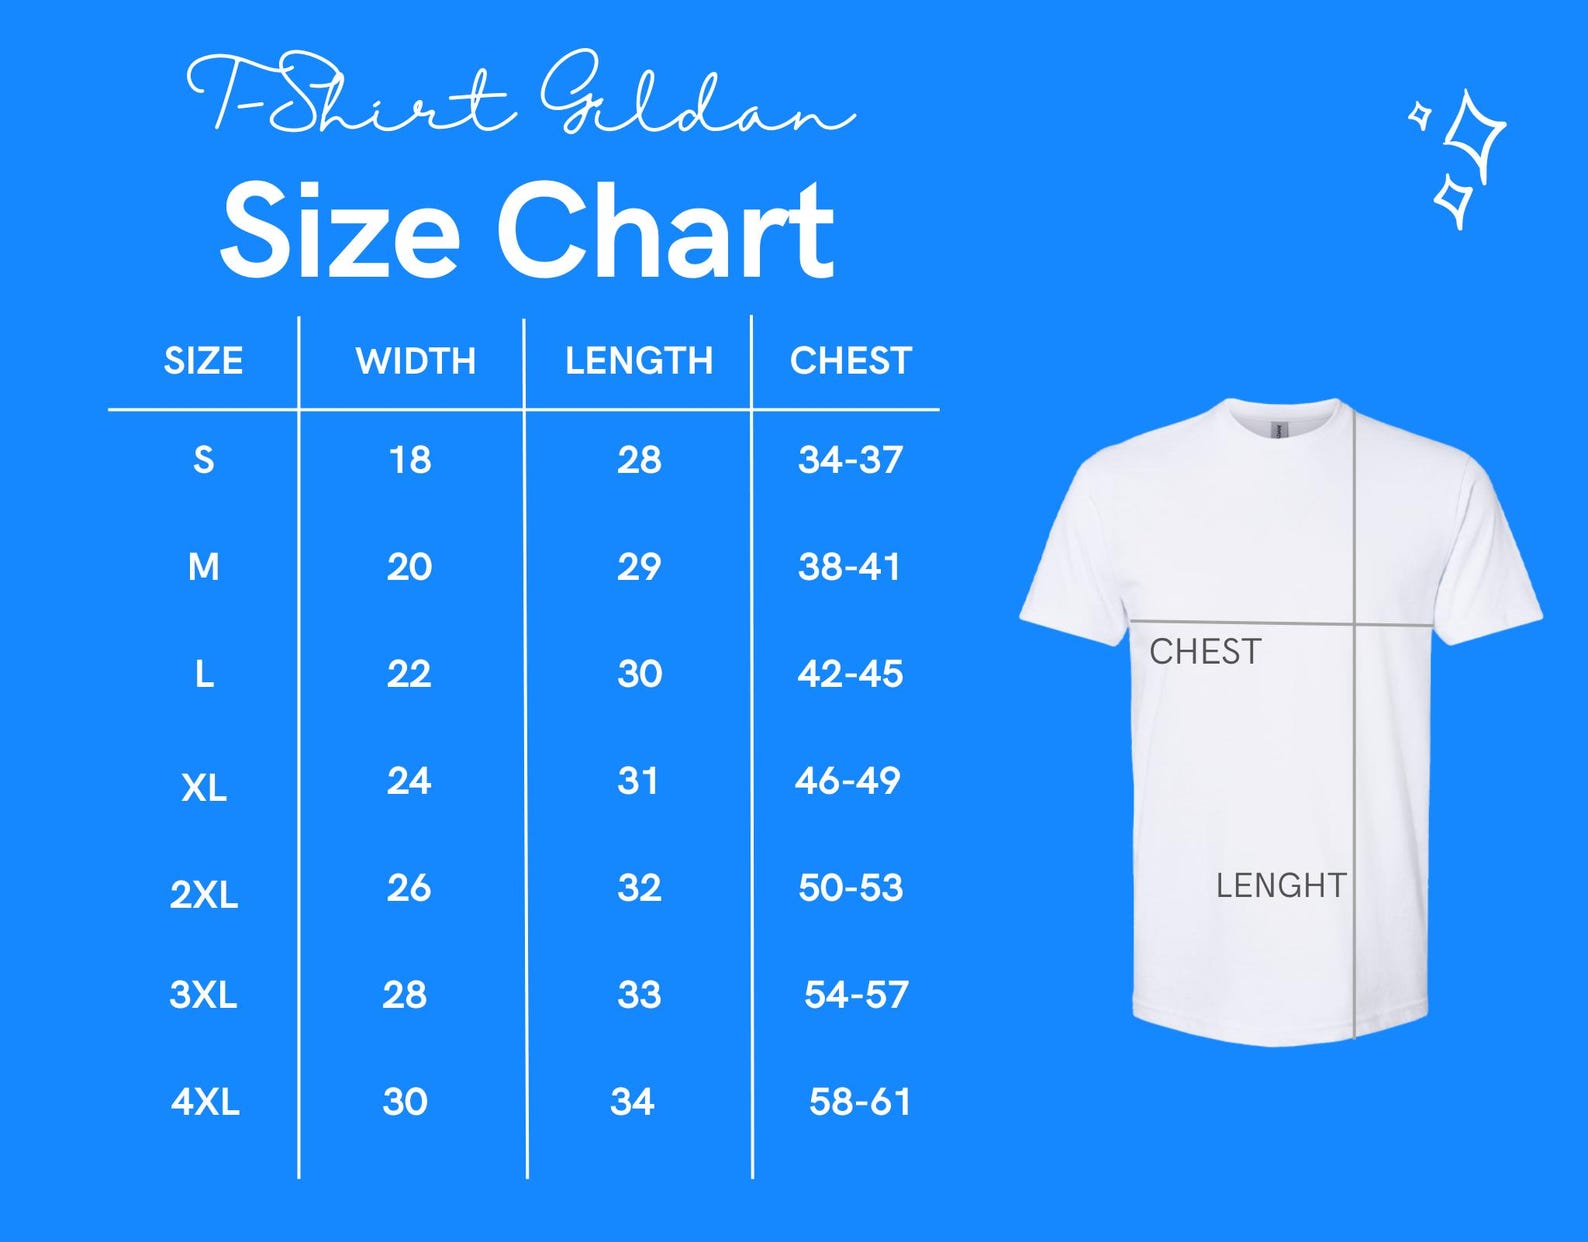 T-Shirt Gildan
Size Chart
SIZE WIDTH LENGTH CHEST
S 18 28 34-37
M 20 29 38-41
L 22 30 42-45
XL 24 31 46-49
2XL 26 32 50-53
3XL 28 33 54-57
4XL 30 34 58-61
CHEST
LENGHT